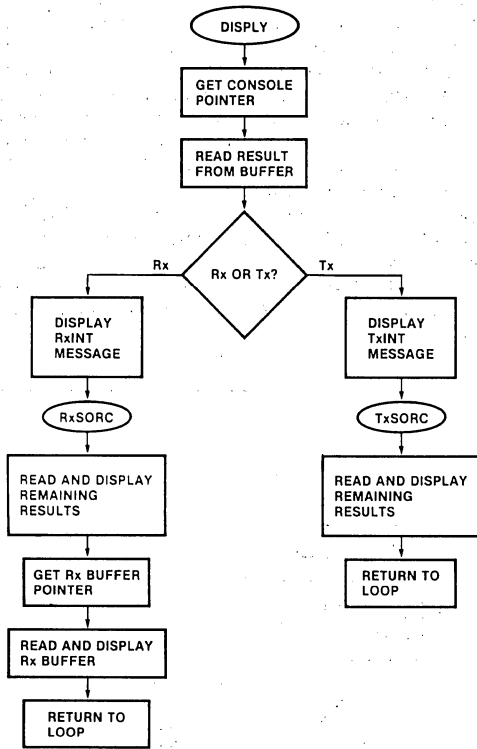 DISPLY
GET CONSOLE
POINTER
READ RESULT
FROM BUFFER
Rx OR Tx?
Rx
Tx
DISPLAY
RxINT
MESSAGE
RxSORC
READ AND DISPLAY
REMAINING
RESULTS
GET Rx BUFFER
POINTER
READ AND DISPLAY
Rx BUFFER
RETURN TO
LOOP
DISPLAY
TxINT
MESSAGE
TxSORC
READ AND DISPLAY
REMAINING
RESULTS
RETURN TO
LOOP